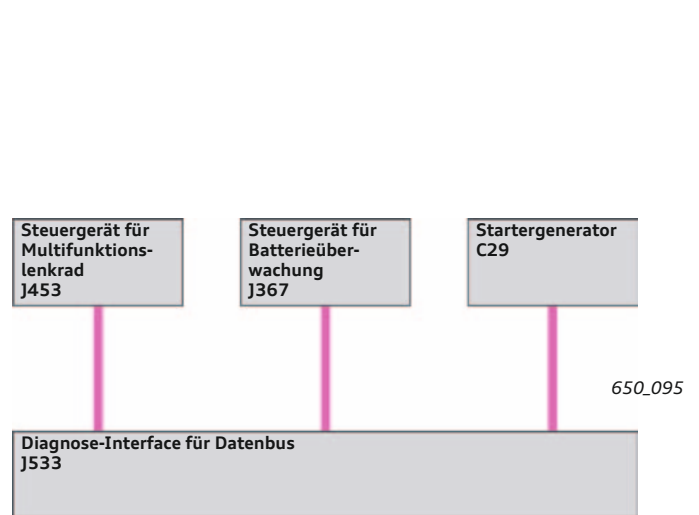 Steuergerät für
Multifunktions-
lenkrad
J453
Steuergerät für
Batterieüber-
wachung
J367
Startergenerator
C29
650_095
Diagnose-Interface für Datenbus
J533